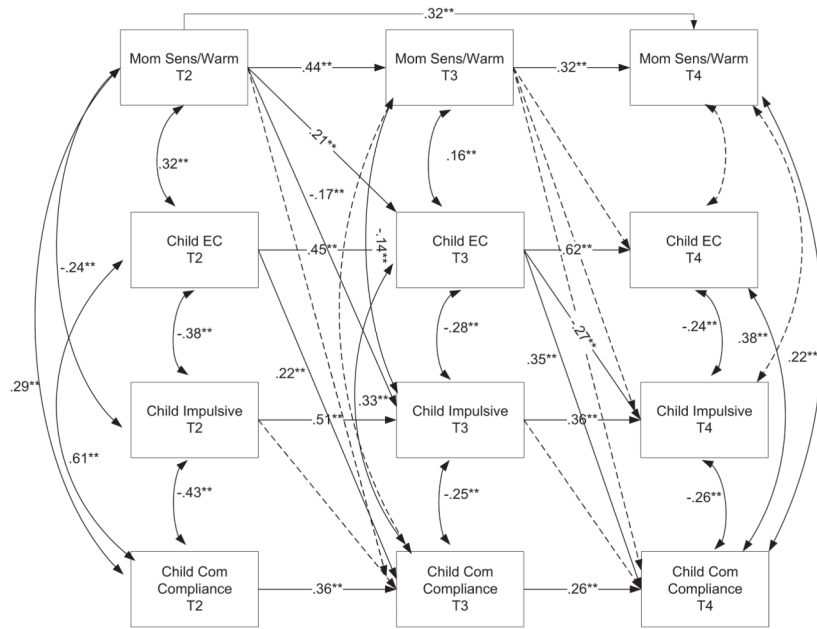 .32**
Mom Sens/Warm
T2
.44**
Mom Sens/Warm
T3
.32**
Mom Sens/Warm
T4
.21**
.32**
.16**
-.17**
Child EC
T2
.45**
-.14**
Child EC
T3
.62**
Child EC
T4
-.24**
-.38**
-.28**
.27**
-.24**
.38**
.35**
.22**
.22**
.29**
.33**
Child Impulsive
T2
.51**
Child Impulsive
T3
.36**
Child Impulsive
T4
.61**
-.43**
-.25**
-.26**
Child Com
Compliance
T2
.36**
Child Com
Compliance
T3
.26**
Child Com
Compliance
T4